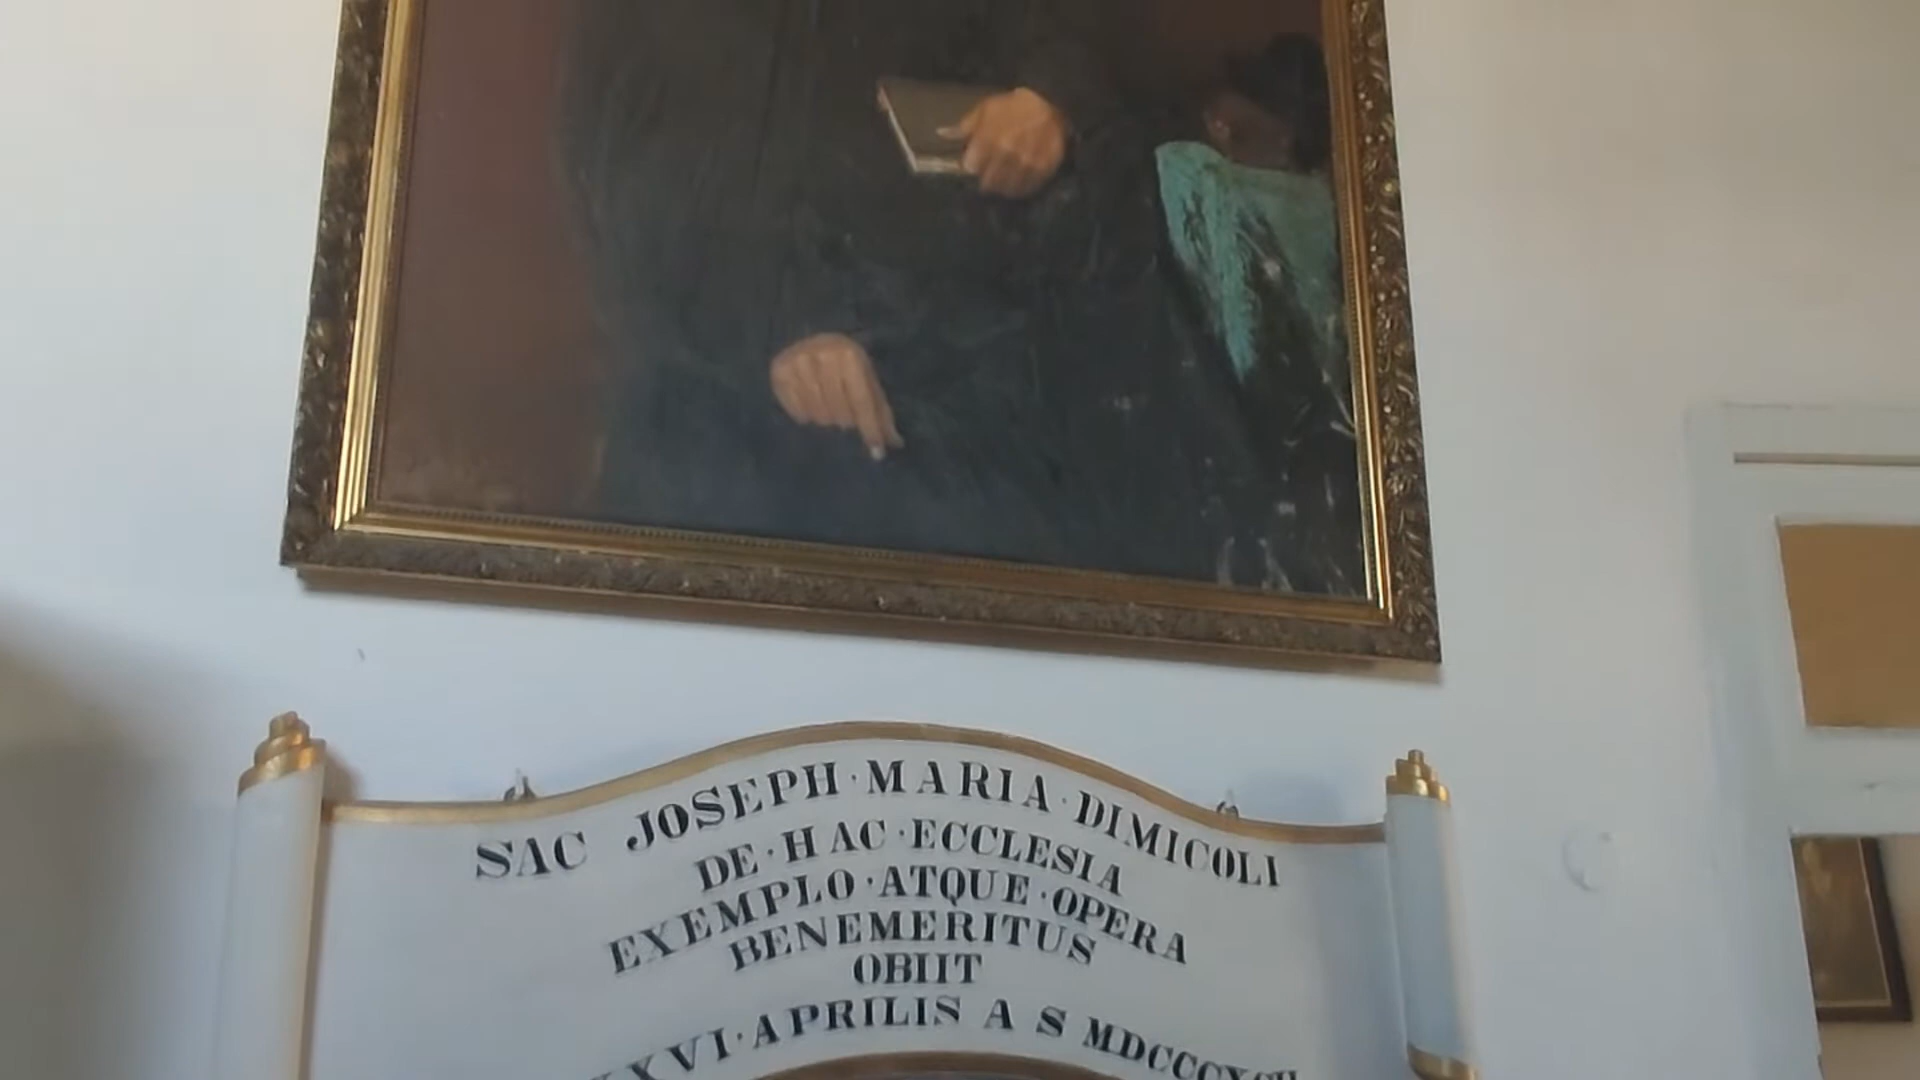 SAC JOSEPH·MARIA·DIMICOLI
DE·HAC·ECCLESIA
EXEMPLO·ATQUE·OPERA
BENEMERITUS
OBIIT
APRILIS A S